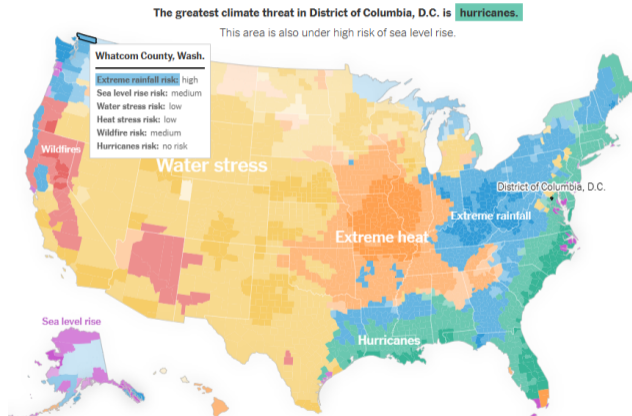 The greatest climate threat in District of Columbia, D.C. is hurricanes.
This area is also under high risk of sea level rise.
Whatcom County, Wash.
Extreme rainfall risk: high
Sea level rise risk: medium
Water stress risk: low
Heat stress risk: low
Wildfire risk: medium
Hurricanes risk: no risk
Wildfires
Water stress
District of Columbia, D.C.
Extreme rainfall
Extreme heat
Sea level rise
Hurricanes